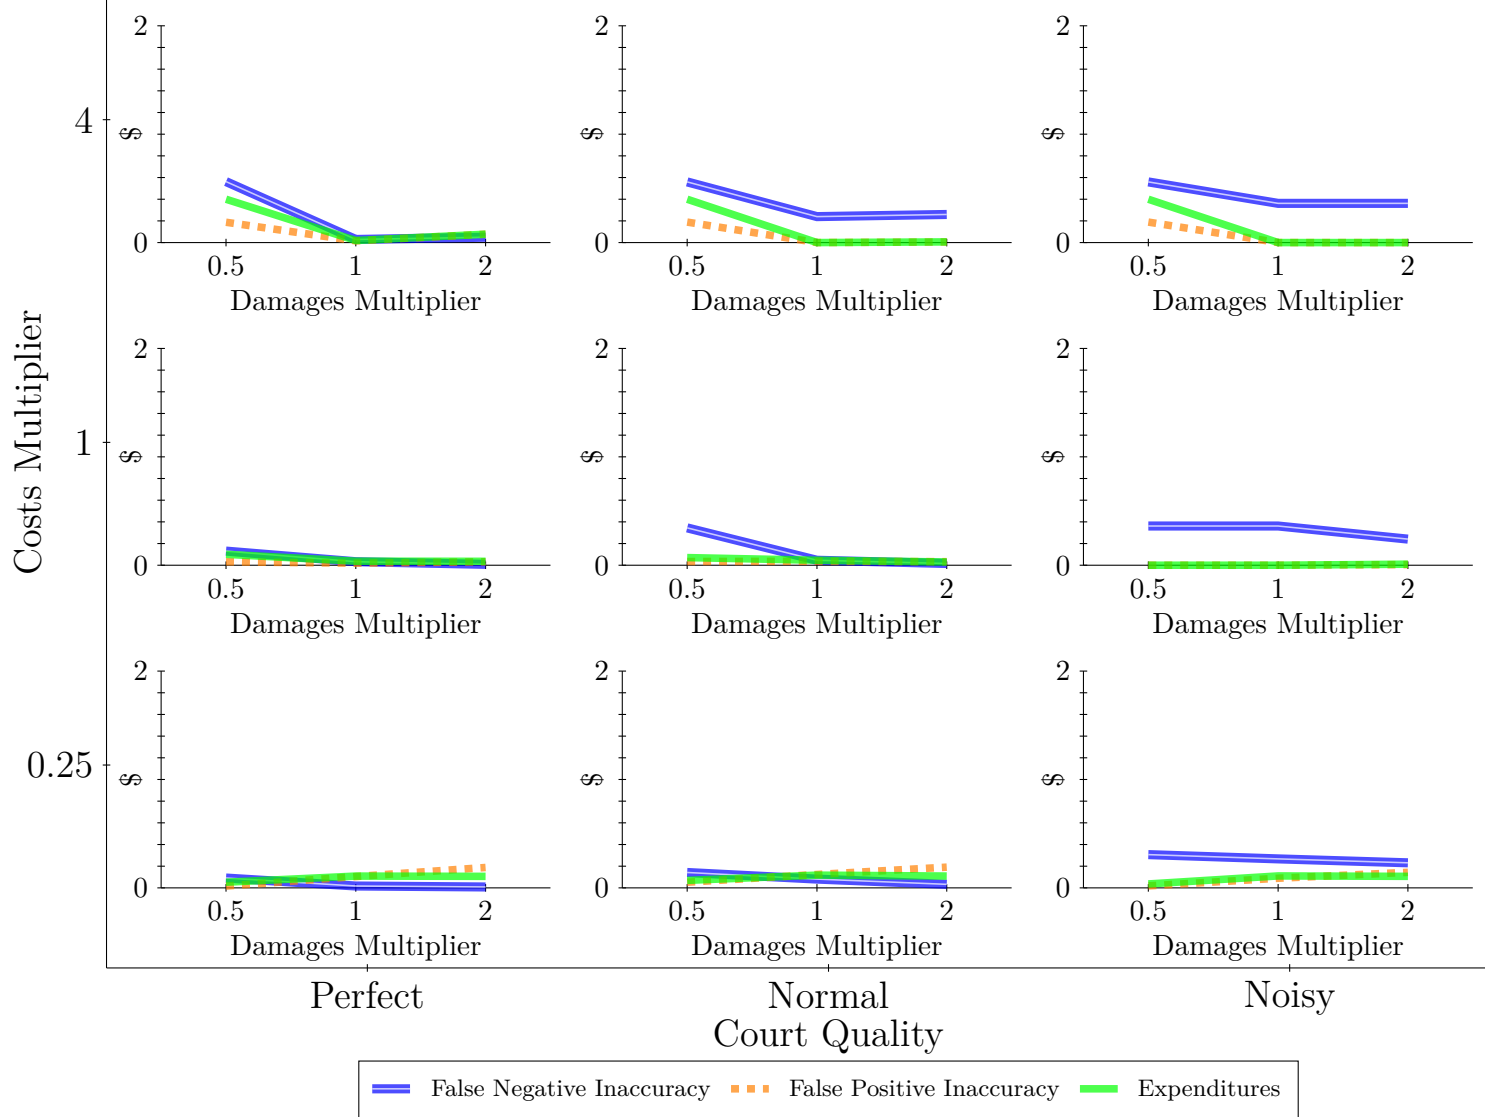 2
$
0
0.5 1 2
Damages Multiplier
2
$
0
0.5 1 2
Damages Multiplier
2
$
0
0.5 1 2
Damages Multiplier
4
2
$
0
0.5 1 2
Damages Multiplier
2
$
0
0.5 1 2
Damages Multiplier
2
$
0
0.5 1 2
Damages Multiplier
1
Costs Multiplier
2
$
0
0.5 1 2
Damages Multiplier
2
$
0
0.5 1 2
Damages Multiplier
2
$
0
0.5 1 2
Damages Multiplier
0.25
Perfect Normal Noisy
Court Quality
False Negative Inaccuracy False Positive Inaccuracy Expenditures